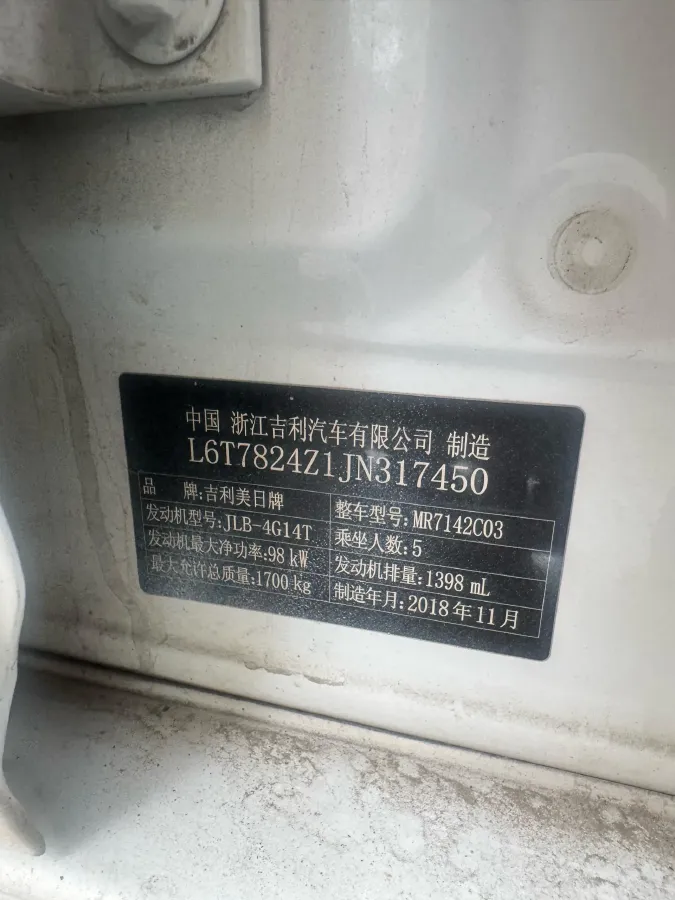 中国 浙江吉利汽车有限公司 制造
L6T7824Z1JN317450
品 牌:吉利美日牌 整车型号:MR7142C03
发动机型号:JLB-4G14T 乘坐人数:5
发动机最大净功率:98 kW 发动机排量:1398 mL
最大允许总质量:1700 kg 制造年月:2018年11月